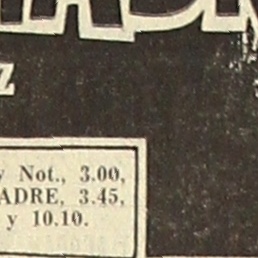 z
y Not., 3.00,
ADRE, 3.45,
y 10.10.